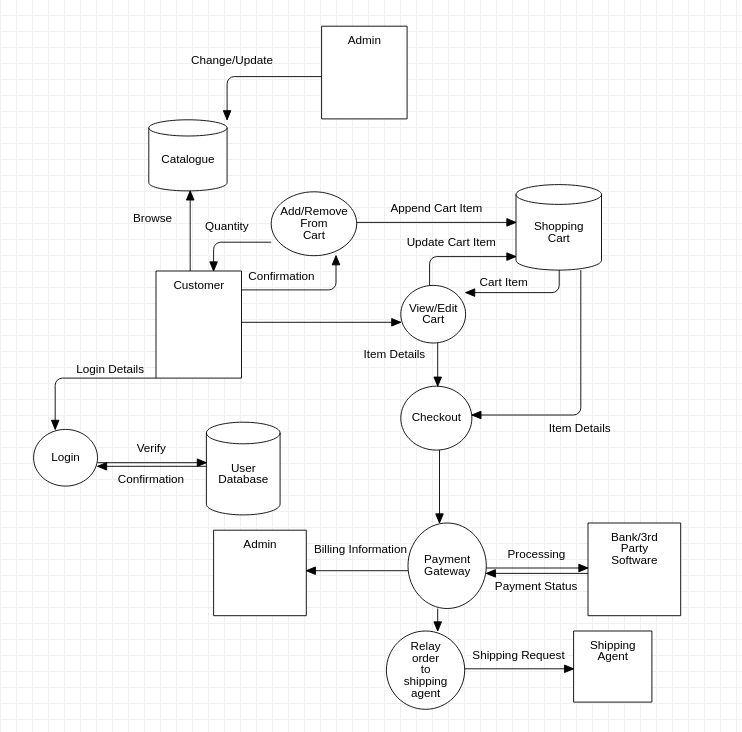 Admin
Change/Update
Catalogue
Browse
Quantity
Add/Remove
From
Cart
Append Cart Item
Shopping
Cart
Update Cart Item
Customer
Confirmation
Cart Item
View/Edit
Cart
Item Details
Login Details
Checkout
Item Details
Login
Verify
Confirmation
User
Database
Admin
Billing Information
Payment
Gateway
Processing
Payment Status
Bank/3rd
Party
Software
Relay
order
to
shipping
agent
Shipping Request
Shipping
Agent